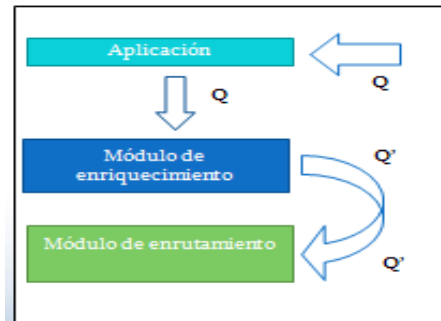 Aplicación
Q
Q
Módulo de
enriquecimiento
Q'
Módulo de enrutamiento
Q'